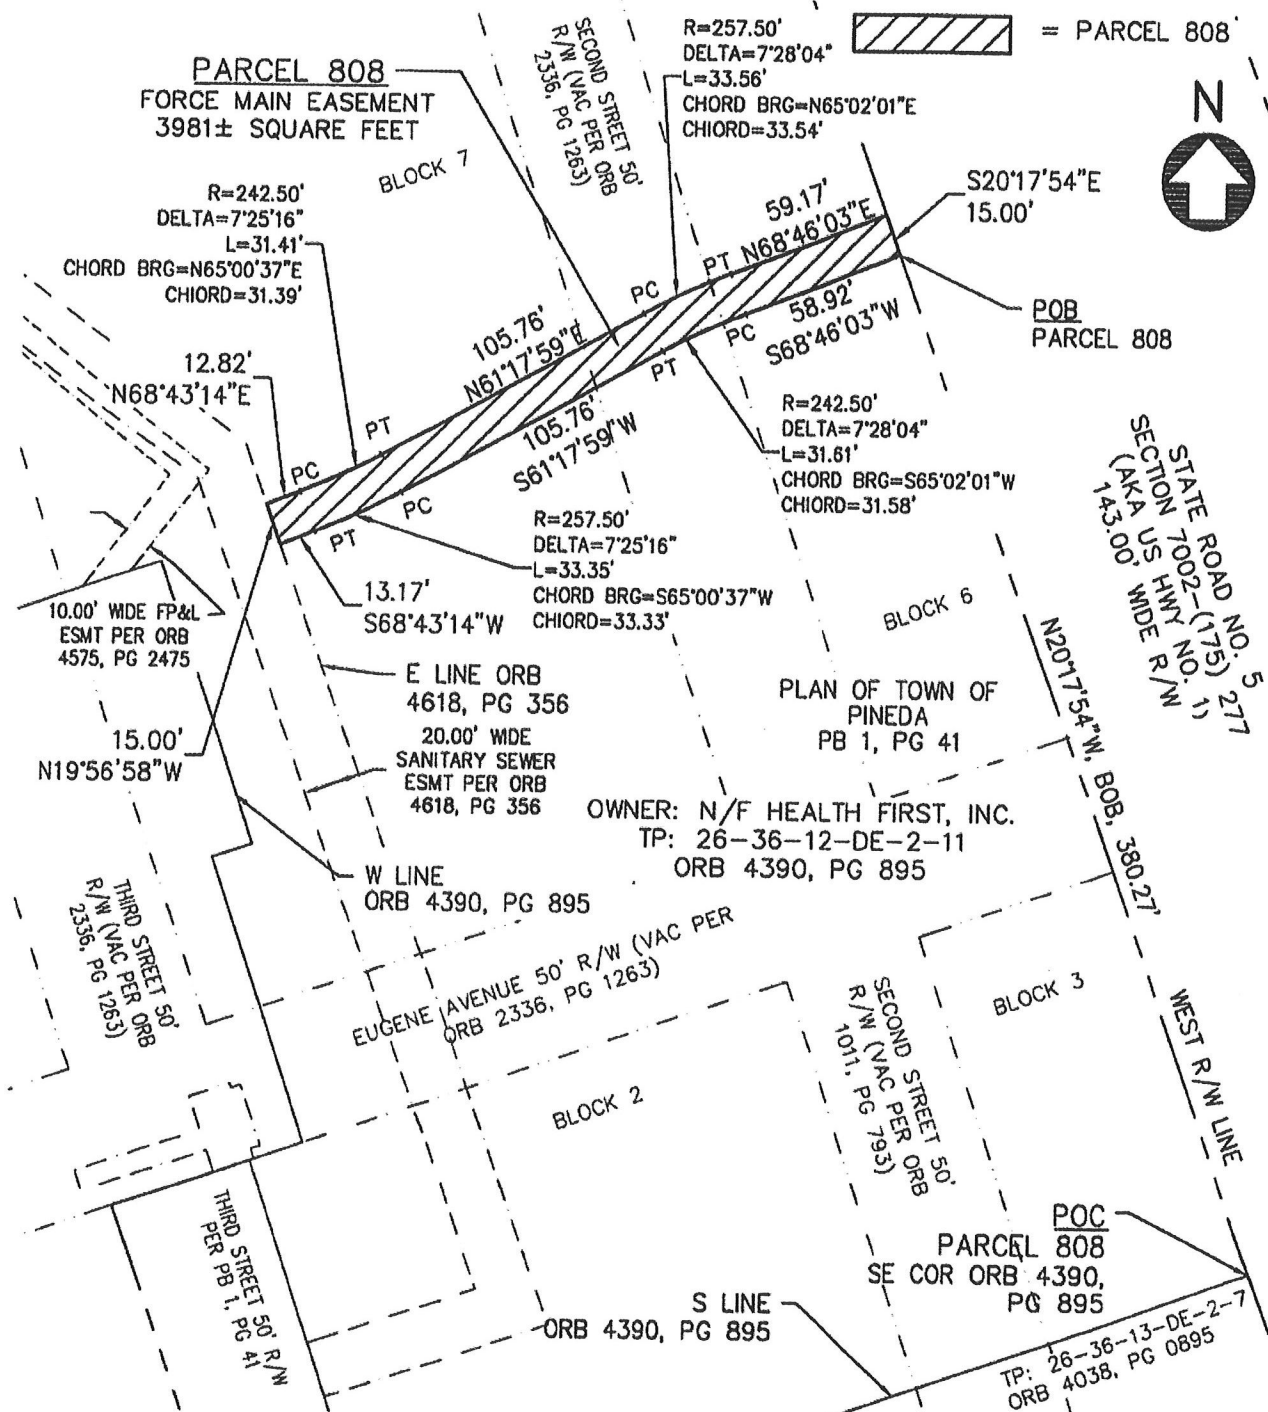 PARCEL 808
FORCE MAIN EASEMENT
3981± SQUARE FEET
SECOND STREET 50'
R/W (VAC PER ORB
2336, PG 1263)
R=257.50'
DELTA=7°28'04"
L=33.56'
CHORD BRG=N65°02'01"E
CHIORD=33.54'
= PARCEL 808
N
BLOCK 7
R=242.50'
DELTA=7°25'16"
L=31.41'
CHORD BRG=N65°00'37"E
CHIORD=31.39'
S20°17'54"E
15.00'
59.17'
N68°46'03"E
PT
PC
POB
PARCEL 808
58.92'
S68°46'03"W
PC
PT
105.76'
N61°17'59"E
12.82'
N68°43'14"E
PT
PC
105.76'
S61°17'59"W
PC
PT
R=242.50'
DELTA=7°28'04"
L=31.61'
CHORD BRG=S65°02'01"W
CHIORD=31.58'
STATE ROAD NO. 5
SECTION 7002-(175) 277
(AKA US HWY NO. 1)
143.00' WIDE R/W
R=257.50'
DELTA=7°25'16"
L=33.35'
CHORD BRG=S65°00'37"W
CHIORD=33.33'
13.17'
S68°43'14"W
10.00' WIDE FP&L
ESMT PER ORB
4575, PG 2475
BLOCK 6
E LINE ORB
4618, PG 356
PLAN OF TOWN OF
PINEDA
PB 1, PG 41
N20°17'54"W, BOB, 380.27'
15.00'
N19°56'58"W
20.00' WIDE
SANITARY SEWER
ESMT PER ORB
4618, PG 356
OWNER: N/F HEALTH FIRST, INC.
TP: 26-36-12-DE-2-11
ORB 4390, PG 895
W LINE
ORB 4390, PG 895
THIRD STREET 50'
R/W (VAC PER ORB
2336, PG 1263)
EUGENE AVENUE 50' R/W (VAC PER
ORB 2336, PG 1263)
SECOND STREET 50'
R/W (VAC PER ORB
1011, PG 793)
BLOCK 3
WEST R/W LINE
BLOCK 2
THIRD STREET 50' R/W
PER PB 1, PG 41
POC
PARCEL 808
SE COR ORB 4390,
PG 895
S LINE
ORB 4390, PG 895
TP: 26-36-13-DE-2-7
ORB 4038, PG 0895